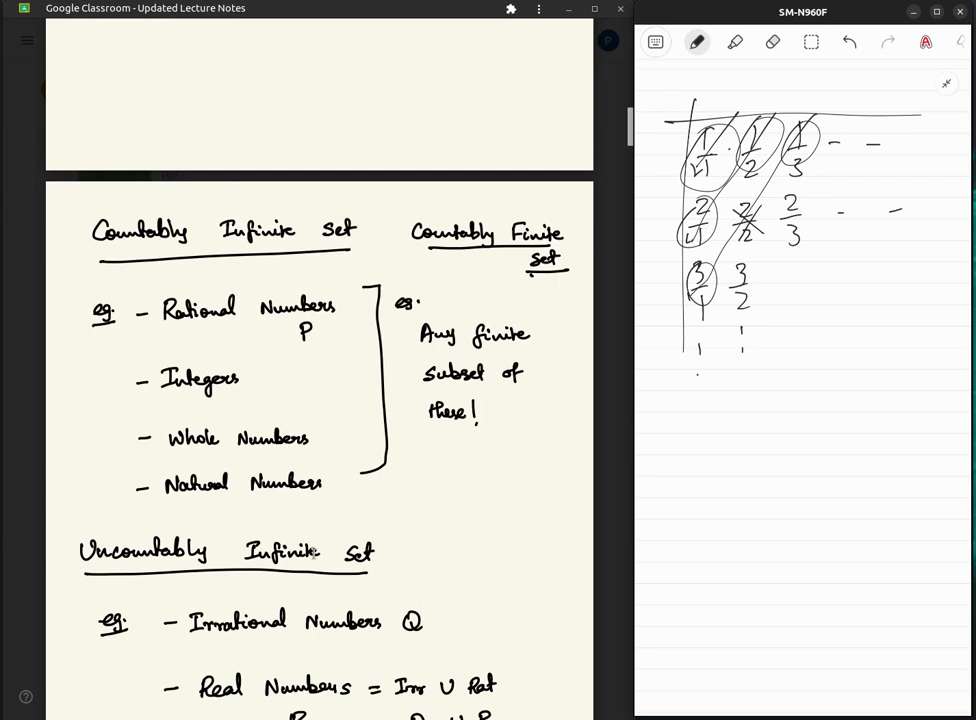 Google Classroom - Updated Lecture Notes
Countably Infinite set
eg. - Rational Numbers
P
- Integers
- Whole Numbers
- Natural Numbers
Countably Finite
set
eg.
Any finite
subset of
these!
Uncountably Infinite set
eg. - Irrational Numbers Q
- Real Numbers = Irr ∪ Rat
SM-N960F
1/1 1/2 1/3 - -
2/1 2/2 2/3 - -
3/1 3/2